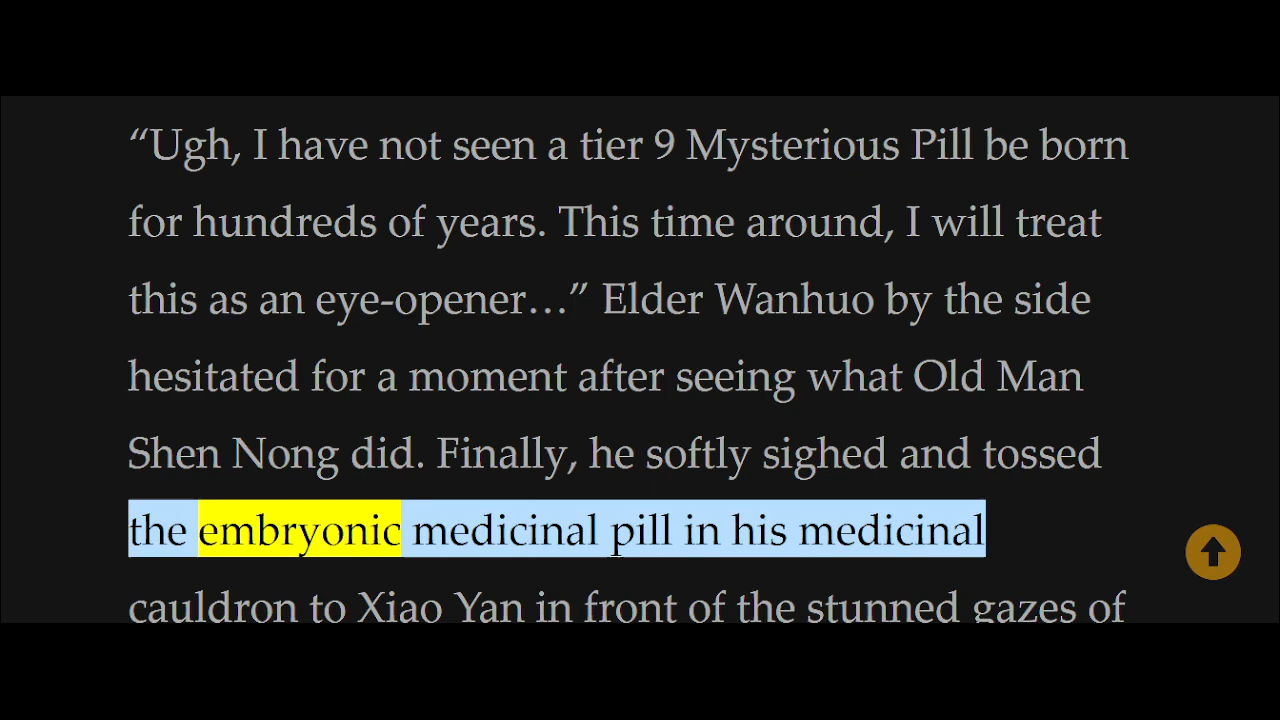 “Ugh, I have not seen a tier 9 Mysterious Pill be born
for hundreds of years. This time around, I will treat
this as an eye-opener…” Elder Wanhuo by the side
hesitated for a moment after seeing what Old Man
Shen Nong did. Finally, he softly sighed and tossed
the embryonic medicinal pill in his medicinal
cauldron to Xiao Yan in front of the stunned gazes of